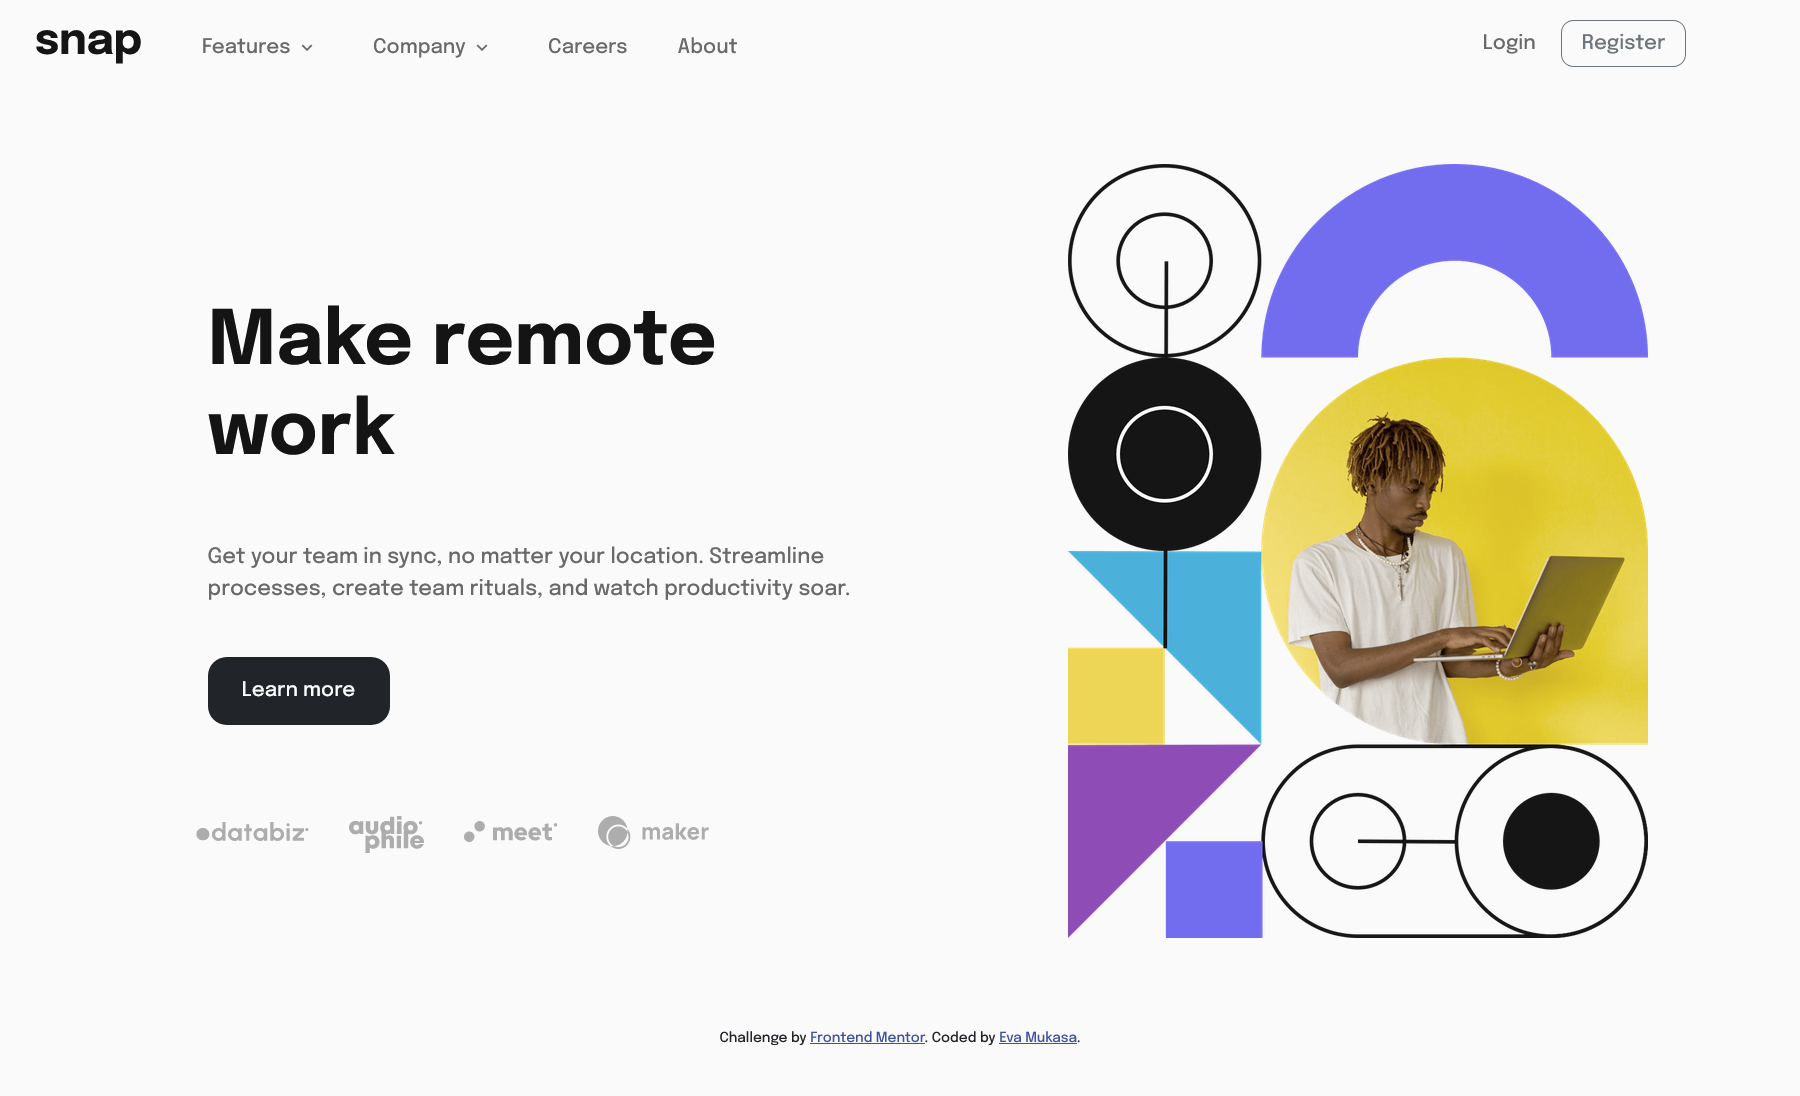 snap
Features
Company
Careers
About
Login
Register
Make remote
work
Get your team in sync, no matter your location. Streamline
processes, create team rituals, and watch productivity soar.
Learn more
databiz
audiophile
meet
maker
Challenge by Frontend Mentor. Coded by Eva Mukasa.